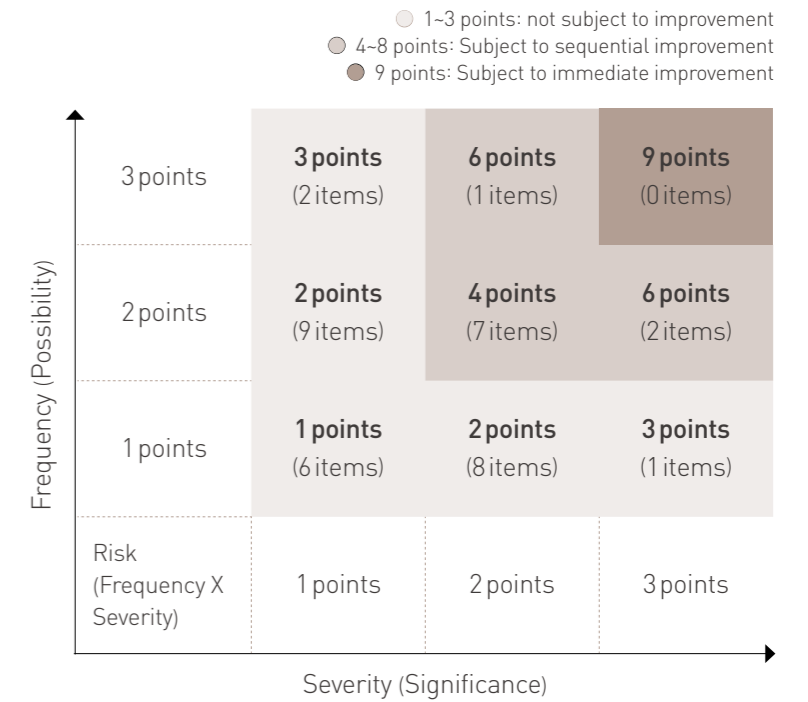 1~3 points: not subject to improvement
4~8 points: Subject to sequential improvement
9 points: Subject to immediate improvement
Frequency (Possibility)
3 points
3 points
(2 items)
6 points
(1 items)
9 points
(0 items)
2 points
2 points
(9 items)
4 points
(7 items)
6 points
(2 items)
1 points
1 points
(6 items)
2 points
(8 items)
3 points
(1 items)
Risk
(Frequency X
Severity)
1 points
2 points
3 points
Severity (Significance)